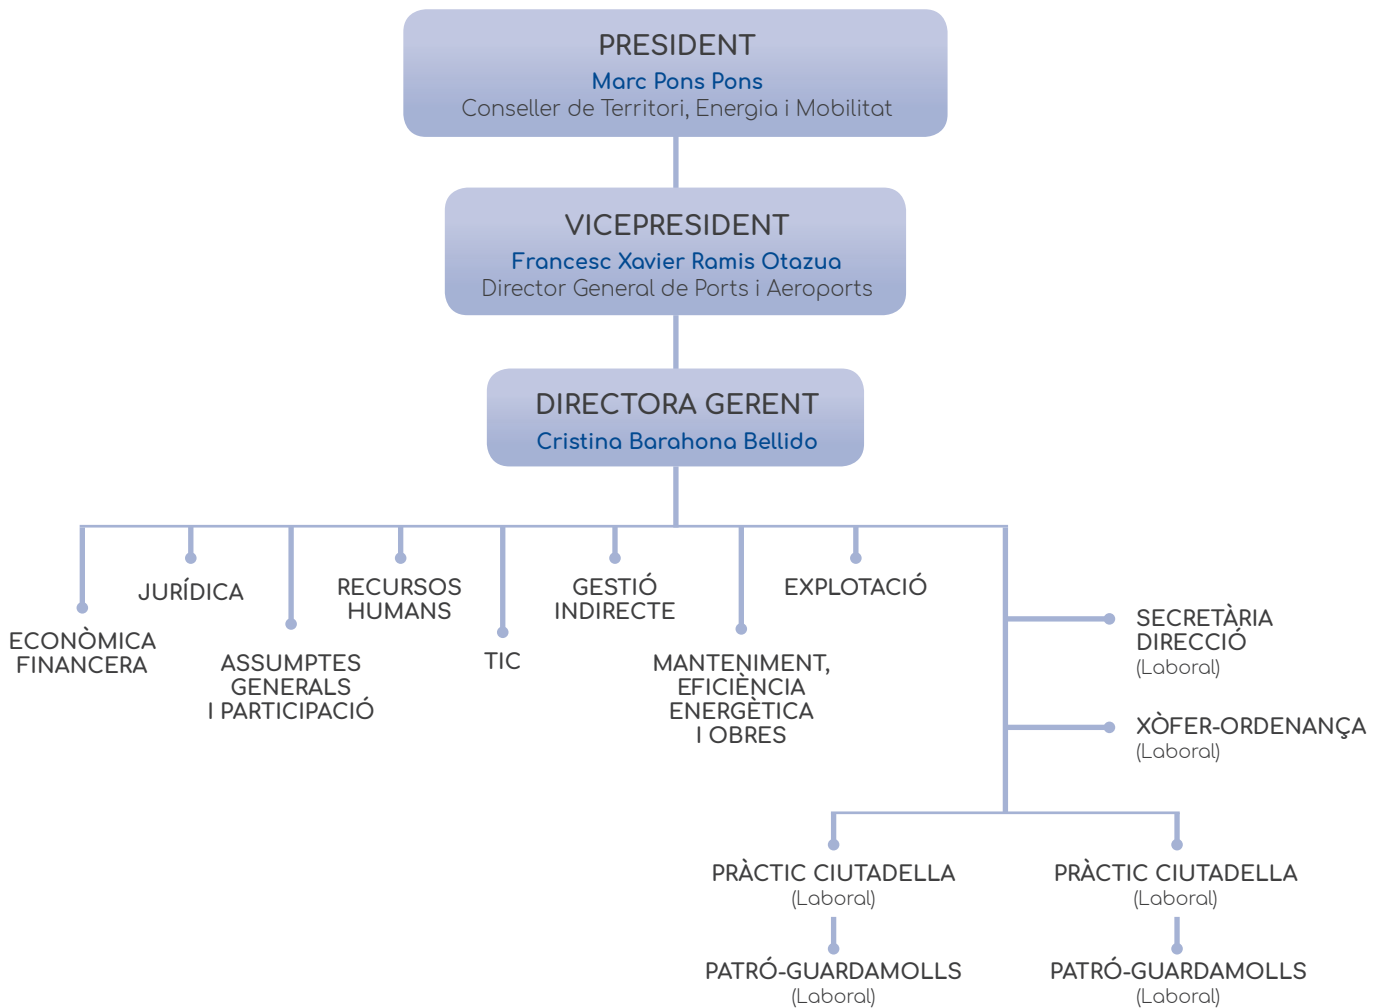 PRESIDENT
Marc Pons Pons
Conseller de Territori, Energia i Mobilitat
VICEPRESIDENT
Francesc Xavier Ramis Otazua
Director General de Ports i Aeroports
DIRECTORA GERENT
Cristina Barahona Bellido
ECONÒMICA
FINANCERA
JURÍDICA
ASSUMPTES
GENERALS
I PARTICIPACIÓ
RECURSOS
HUMANS
TIC
GESTIÓ
INDIRECTE
MANTENIMENT,
EFICIÈNCIA
ENERGÈTICA
I OBRES
EXPLOTACIÓ
SECRETÀRIA
DIRECCIÓ
(Laboral)
XÒFER-ORDENANÇA
(Laboral)
PRÀCTIC CIUTADELLA
(Laboral)
PATRÓ-GUARDAMOLLS
(Laboral)
PRÀCTIC CIUTADELLA
(Laboral)
PATRÓ-GUARDAMOLLS
(Laboral)